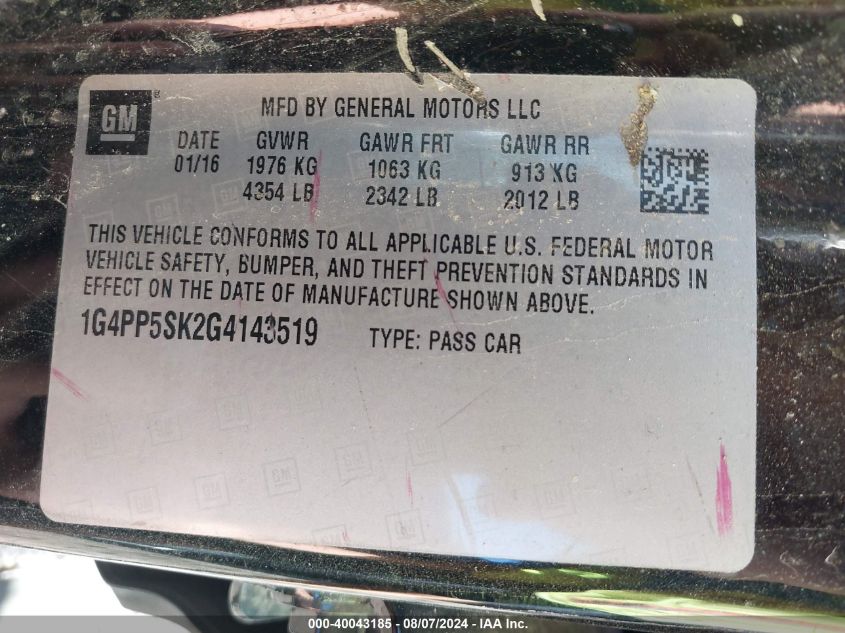 GM
MFD BY GENERAL MOTORS LLC
DATE GVWR GAWR FRT GAWR RR
01/16 1976 KG 1063 KG 913 KG
4354 LB 2342 LB 2012 LB
THIS VEHICLE CONFORMS TO ALL APPLICABLE U.S. FEDERAL MOTOR
VEHICLE SAFETY, BUMPER, AND THEFT PREVENTION STANDARDS IN
EFFECT ON THE DATE OF MANUFACTURE SHOWN ABOVE.
1G4PP5SK2G4143519 TYPE: PASS CAR
000-40043185 - 08/07/2024 - IAA Inc.